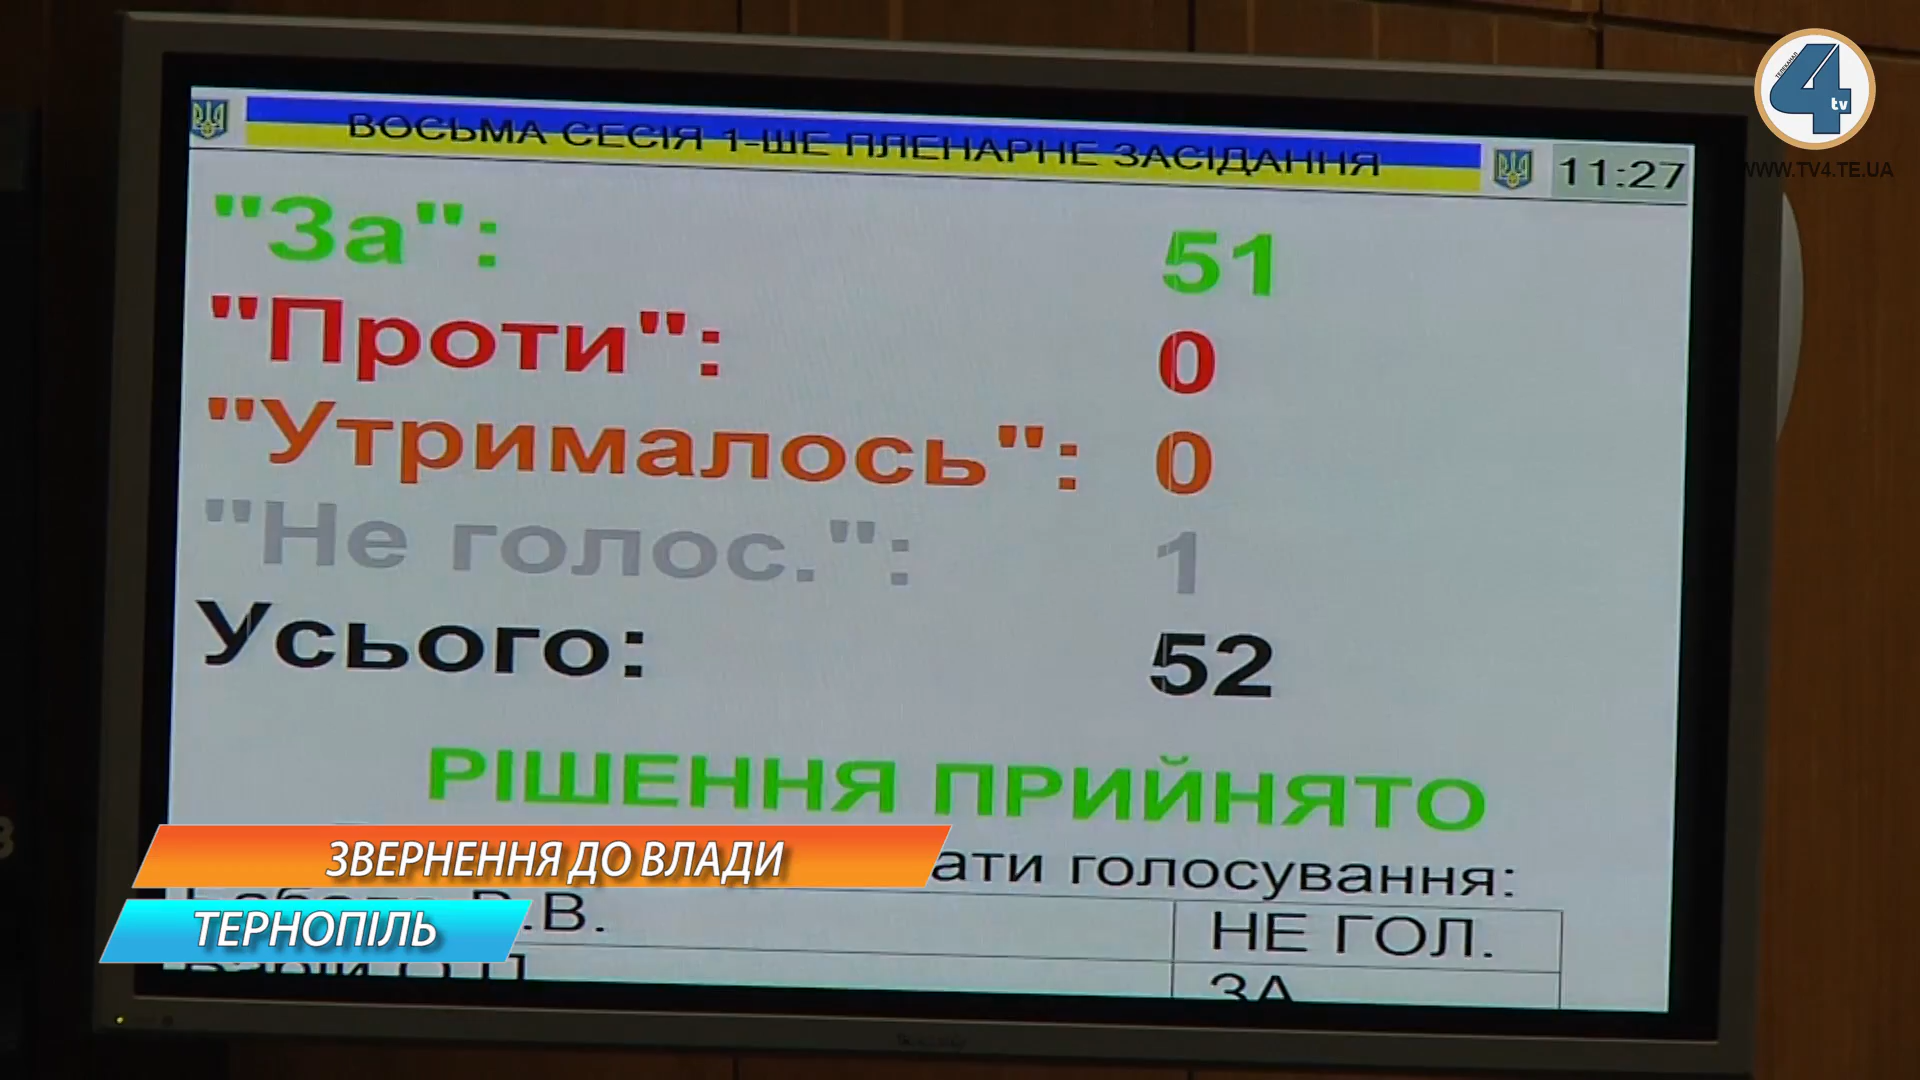 ТЕЛЕКАНАЛ
4 tv
WWW.TV4.TE.UA
ВОСЬМА СЕСІЯ 1-ШЕ ПЛЕНАРНЕ ЗАСІДАННЯ
11:27
"За": 51
"Проти": 0
"Утрималось": 0
"Не голос.": 1
Усього: 52
РІШЕННЯ ПРИЙНЯТО
голосування:
ЗВЕРНЕННЯ ДО ВЛАДИ
В. НЕ ГОЛ.
ТЕРНОПІЛЬ
О.П. ЗА